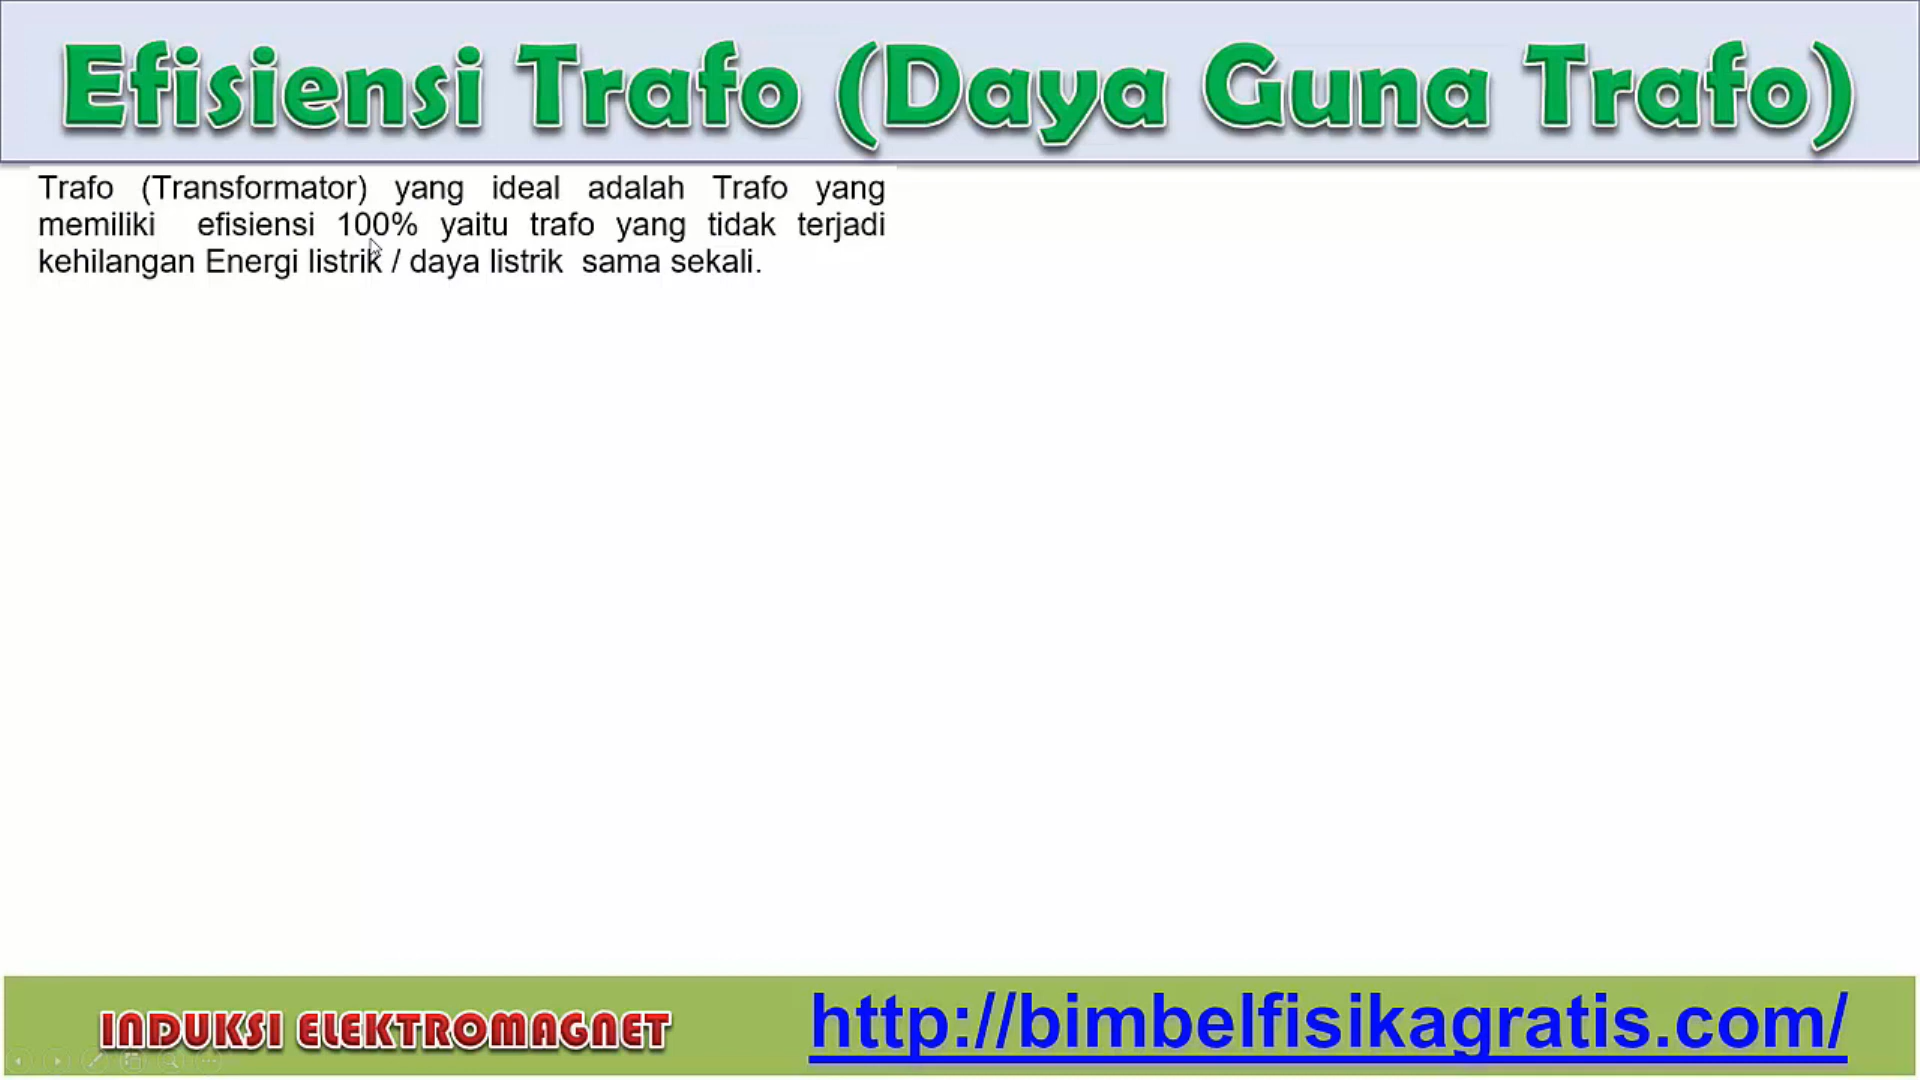 Efisiensi Trafo (Daya Guna Trafo)
Trafo (Transformator) yang ideal adalah Trafo yang
memiliki efisiensi 100% yaitu trafo yang tidak terjadi
kehilangan Energi listrik / daya listrik sama sekali.
INDUKSI ELEKTROMAGNET
http://bimbelfisikagratis.com/